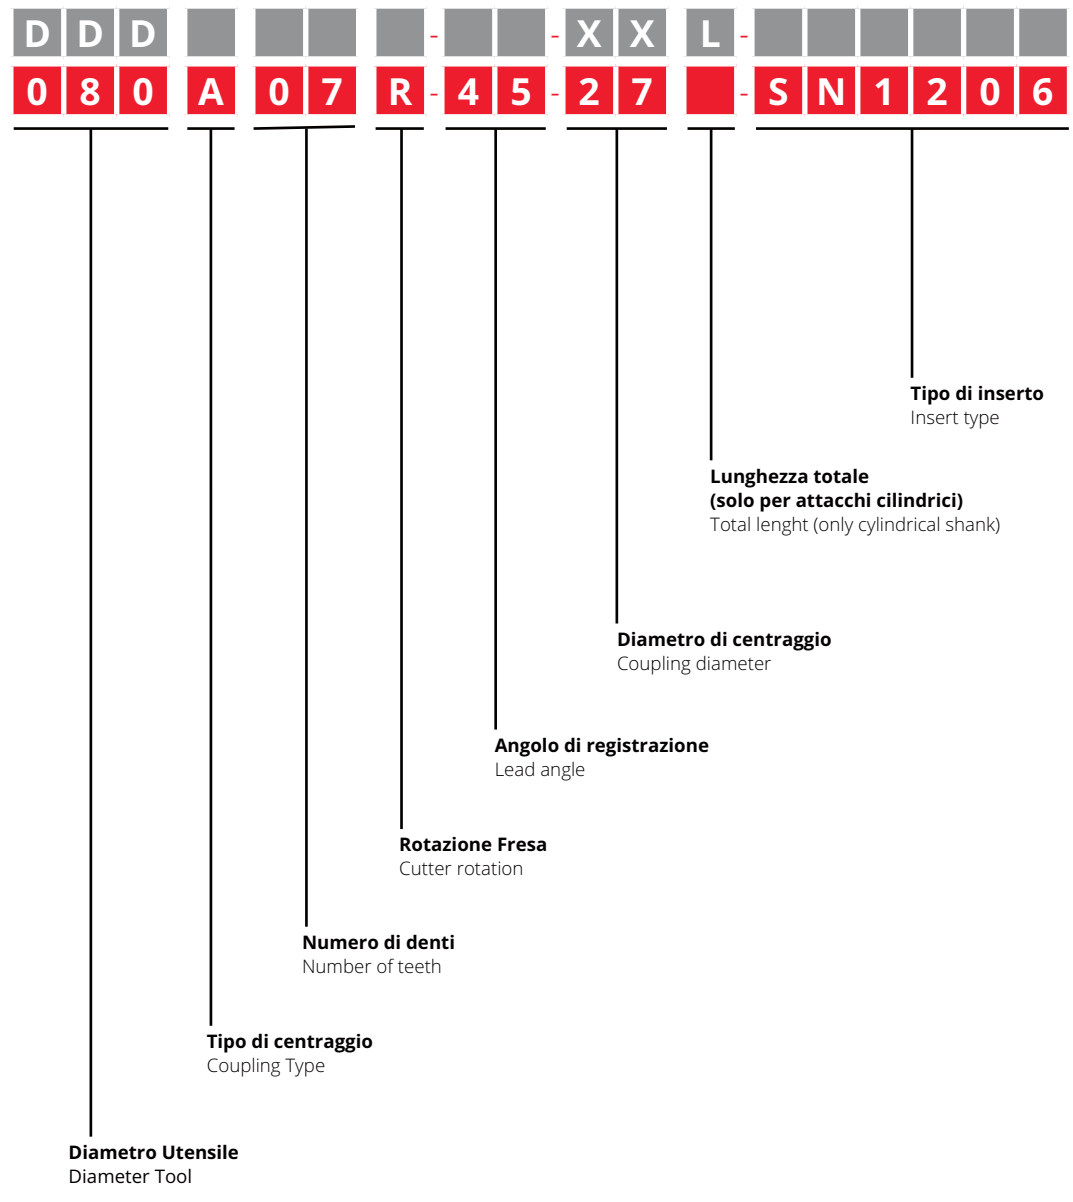 D D D - - X X L -
0 8 0 A 0 7 R - 4 5 - 2 7 - S N 1 2 0 6
Tipo di inserto
Insert type
Lunghezza totale
(solo per attacchi cilindrici)
Total lenght (only cylindrical shank)
Diametro di centraggio
Coupling diameter
Angolo di registrazione
Lead angle
Rotazione Fresa
Cutter rotation
Numero di denti
Number of teeth
Tipo di centraggio
Coupling Type
Diametro Utensile
Diameter Tool